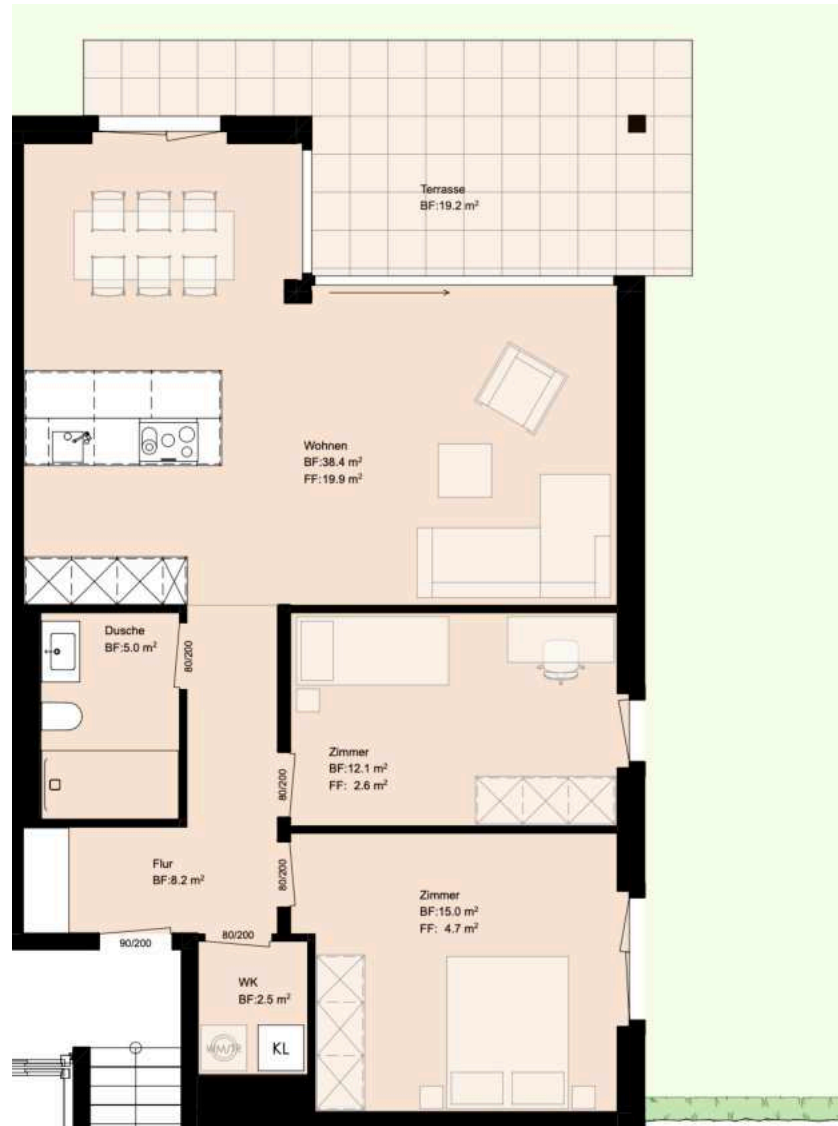 Terrasse
BF:19.2 m²
Wohnen
BF:38.4 m²
FF:19.9 m²
Dusche
BF:5.0 m²
80/200
Zimmer
BF:12.1 m²
FF: 2.6 m²
80/200
Flur
BF:8.2 m²
80/200
Zimmer
BF:15.0 m²
FF: 4.7 m²
90/200
80/200
WK
BF:2.5 m²
WM/TR
KL